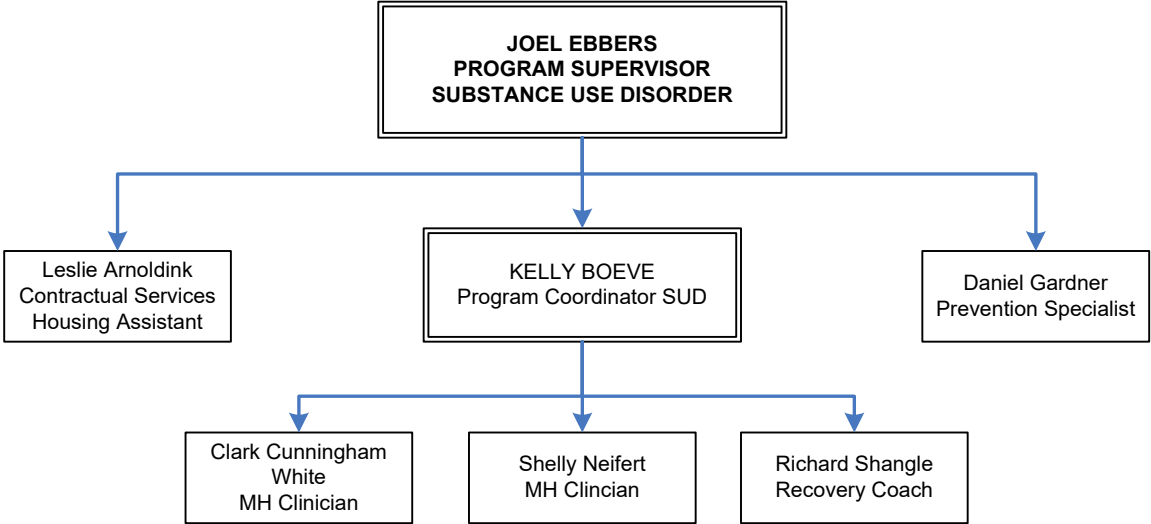 JOEL EBBERS
PROGRAM SUPERVISOR
SUBSTANCE USE DISORDER
Leslie Arnoldink
Contractual Services
Housing Assistant
KELLY BOEVE
Program Coordinator SUD
Daniel Gardner
Prevention Specialist
Clark Cunningham
White
MH Clinician
Shelly Neifert
MH Clincian
Richard Shangle
Recovery Coach